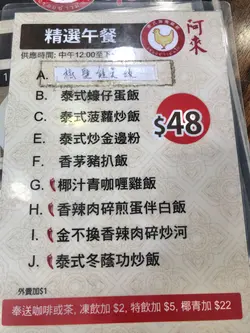 精選午餐
阿來
供應時間: 中午12:00至下
A.
B. 泰式蠔仔蛋飯
C. 泰式菠蘿炒飯
D. 泰式炒金邊粉
E.
F. 香茅豬扒飯
G. 椰汁青咖喱雞飯
H. 香辣肉碎煎蛋伴白飯
I. 金不換香辣肉碎炒河
J. 泰式冬蔭功炒飯
$48
外賣加$1
奉送咖啡或茶, 凍飲加 $2, 特飲加 $5, 椰青加 $22